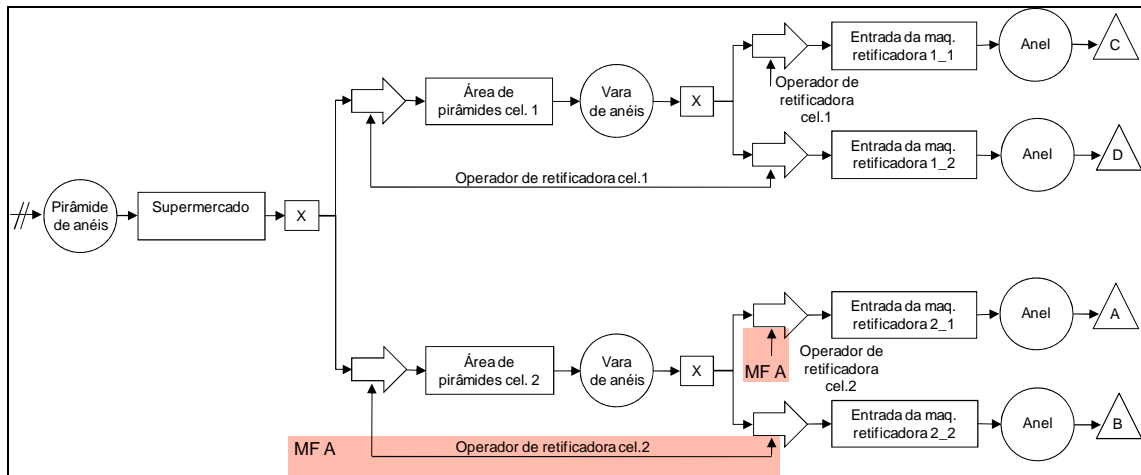 Entrada da maq.
retificadora 1_1
Anel
C
Operador de
retificadora
cel.1
Área de
pirâmides cel. 1
Vara
de anéis
X
Entrada da maq.
retificadora 1_2
Anel
D
Operador de retificadora cel.1
Pirâmide
de anéis
Supermercado
X
Entrada da maq.
retificadora 2_1
Anel
A
Operador de
retificadora
cel.2
MF A
Área de
pirâmides cel. 2
Vara
de anéis
X
Entrada da maq.
retificadora 2_2
Anel
B
MF A
Operador de retificadora cel.2